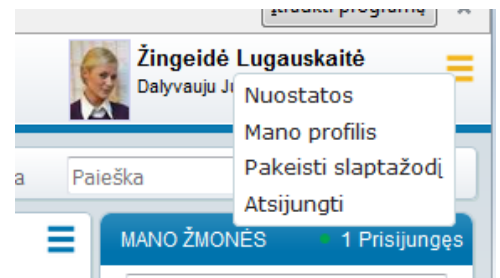 Įtraukti programą
Žingeidė Lugauskaitė
Dalyvauju
Nuostatos
Mano profilis
Pakeisti slaptažodį
Atsijungti
a
Paieška
MANO ŽMONĖS
1 Prisijungęs